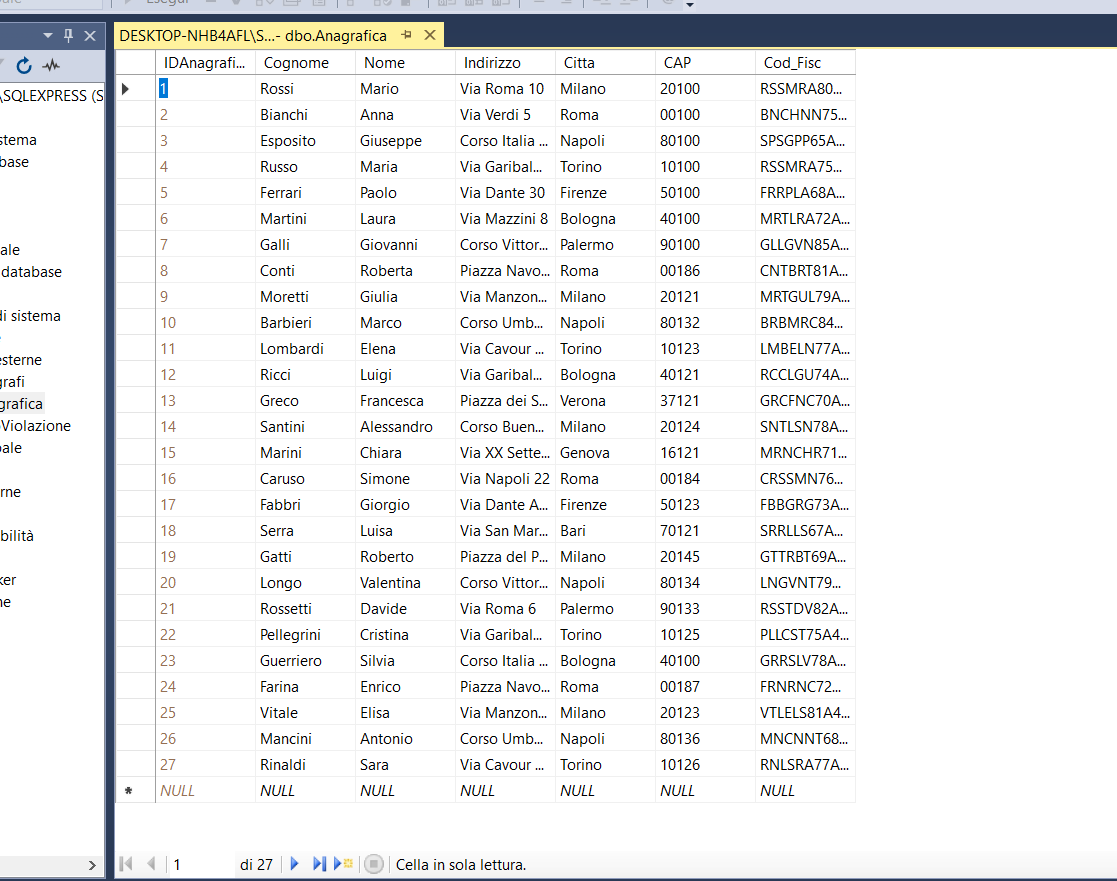 Esegui
DESKTOP-NHB4AFL\S...- dbo.Anagrafica
\SQLEXPRESS (S
stema
base
ale
database
di sistema
esterne
grafi
grafica
Violazione
pale
rne
bilità
ker
ne
IDAnagrafi... Cognome Nome Indirizzo Citta CAP Cod_Fisc
1 Rossi Mario Via Roma 10 Milano 20100 RSSMRA80...
2 Bianchi Anna Via Verdi 5 Roma 00100 BNCHNN75...
3 Esposito Giuseppe Corso Italia ... Napoli 80100 SPSGPP65A...
4 Russo Maria Via Garibal... Torino 10100 RSSMRA75...
5 Ferrari Paolo Via Dante 30 Firenze 50100 FRRPLA68A...
6 Martini Laura Via Mazzini 8 Bologna 40100 MRTLRA72A...
7 Galli Giovanni Corso Vittor... Palermo 90100 GLLGVN85A...
8 Conti Roberta Piazza Navo... Roma 00186 CNTBRT81A...
9 Moretti Giulia Via Manzon... Milano 20121 MRTGUL79A...
10 Barbieri Marco Corso Umb... Napoli 80132 BRBMRC84...
11 Lombardi Elena Via Cavour ... Torino 10123 LMBELN77A...
12 Ricci Luigi Via Garibal... Bologna 40121 RCCLGU74A...
13 Greco Francesca Piazza dei S... Verona 37121 GRCFNC70A...
14 Santini Alessandro Corso Buen... Milano 20124 SNTLSN78A...
15 Marini Chiara Via XX Sette... Genova 16121 MRNCHR71...
16 Caruso Simone Via Napoli 22 Roma 00184 CRSSMN76...
17 Fabbri Giorgio Via Dante A... Firenze 50123 FBBGRG73A...
18 Serra Luisa Via San Mar... Bari 70121 SRRLLS67A...
19 Gatti Roberto Piazza del P... Milano 20145 GTTRBT69A...
20 Longo Valentina Corso Vittor... Napoli 80134 LNGVNT79...
21 Rossetti Davide Via Roma 6 Palermo 90133 RSSTDV82A...
22 Pellegrini Cristina Via Garibal... Torino 10125 PLLCST75A4...
23 Guerriero Silvia Corso Italia ... Bologna 40100 GRRSLV78A...
24 Farina Enrico Piazza Navo... Roma 00187 FRNRNC72...
25 Vitale Elisa Via Manzon... Milano 20123 VTLELS81A4...
26 Mancini Antonio Corso Umb... Napoli 80136 MNCNNT68...
27 Rinaldi Sara Via Cavour ... Torino 10126 RNLSRA77A...
NULL NULL NULL NULL NULL NULL NULL
1 di 27 Cella in sola lettura.